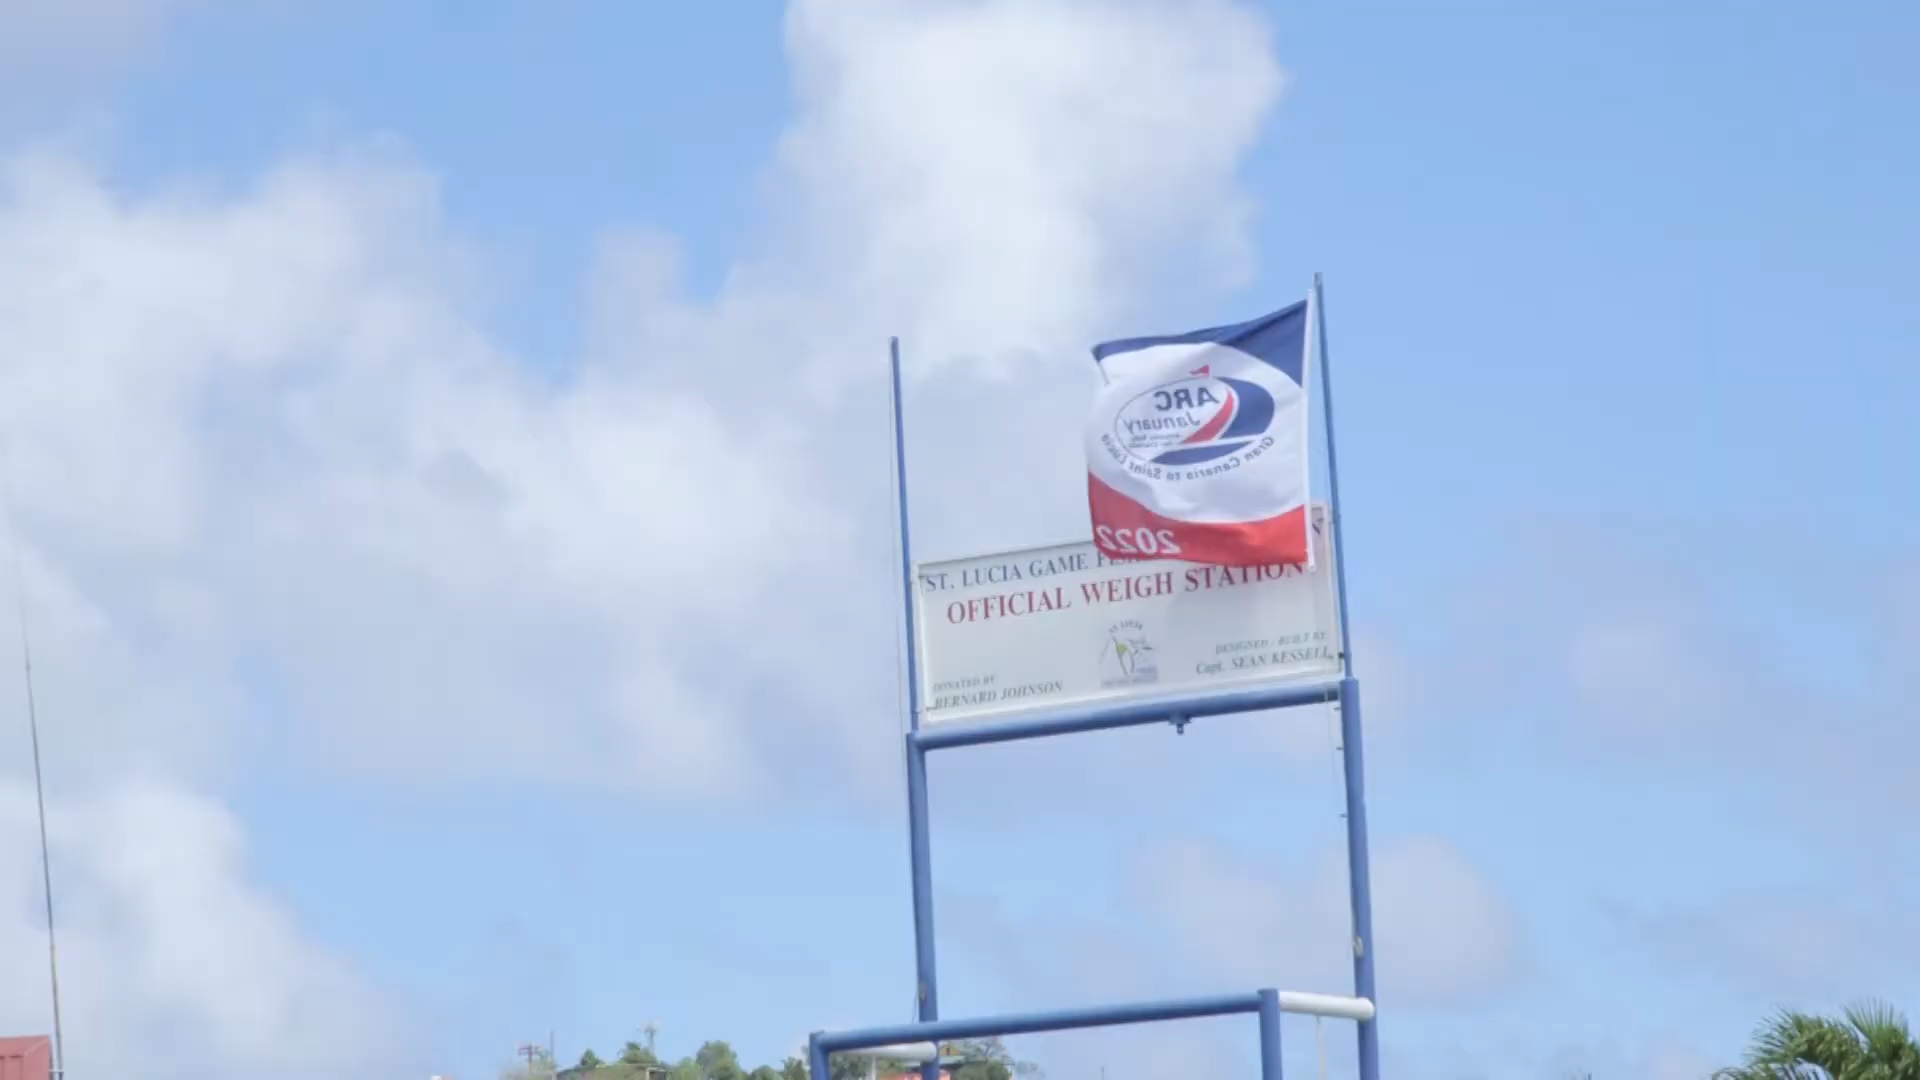 ARC
January
Gran Canaria to Saint Lucia
2022
ST. LUCIA GAME
OFFICIAL WEIGH STATION
DESIGNED / BUILT BY:
Capt. SEAN KESSELL
DONATED BY:
BERNARD JOHNSON